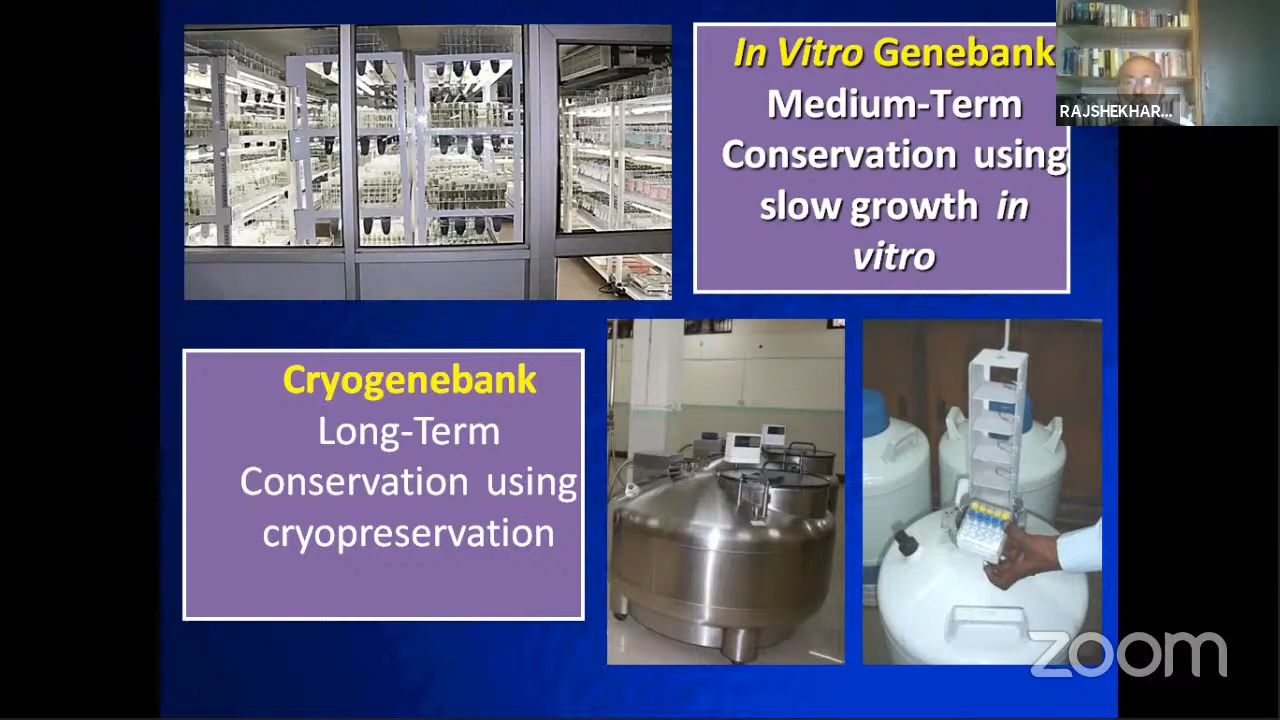 In Vitro Genebank
Medium-Term
Conservation using
slow growth in
vitro
RAJSHEKHAR...
Cryogenebank
Long-Term
Conservation using
cryopreservation
zoom